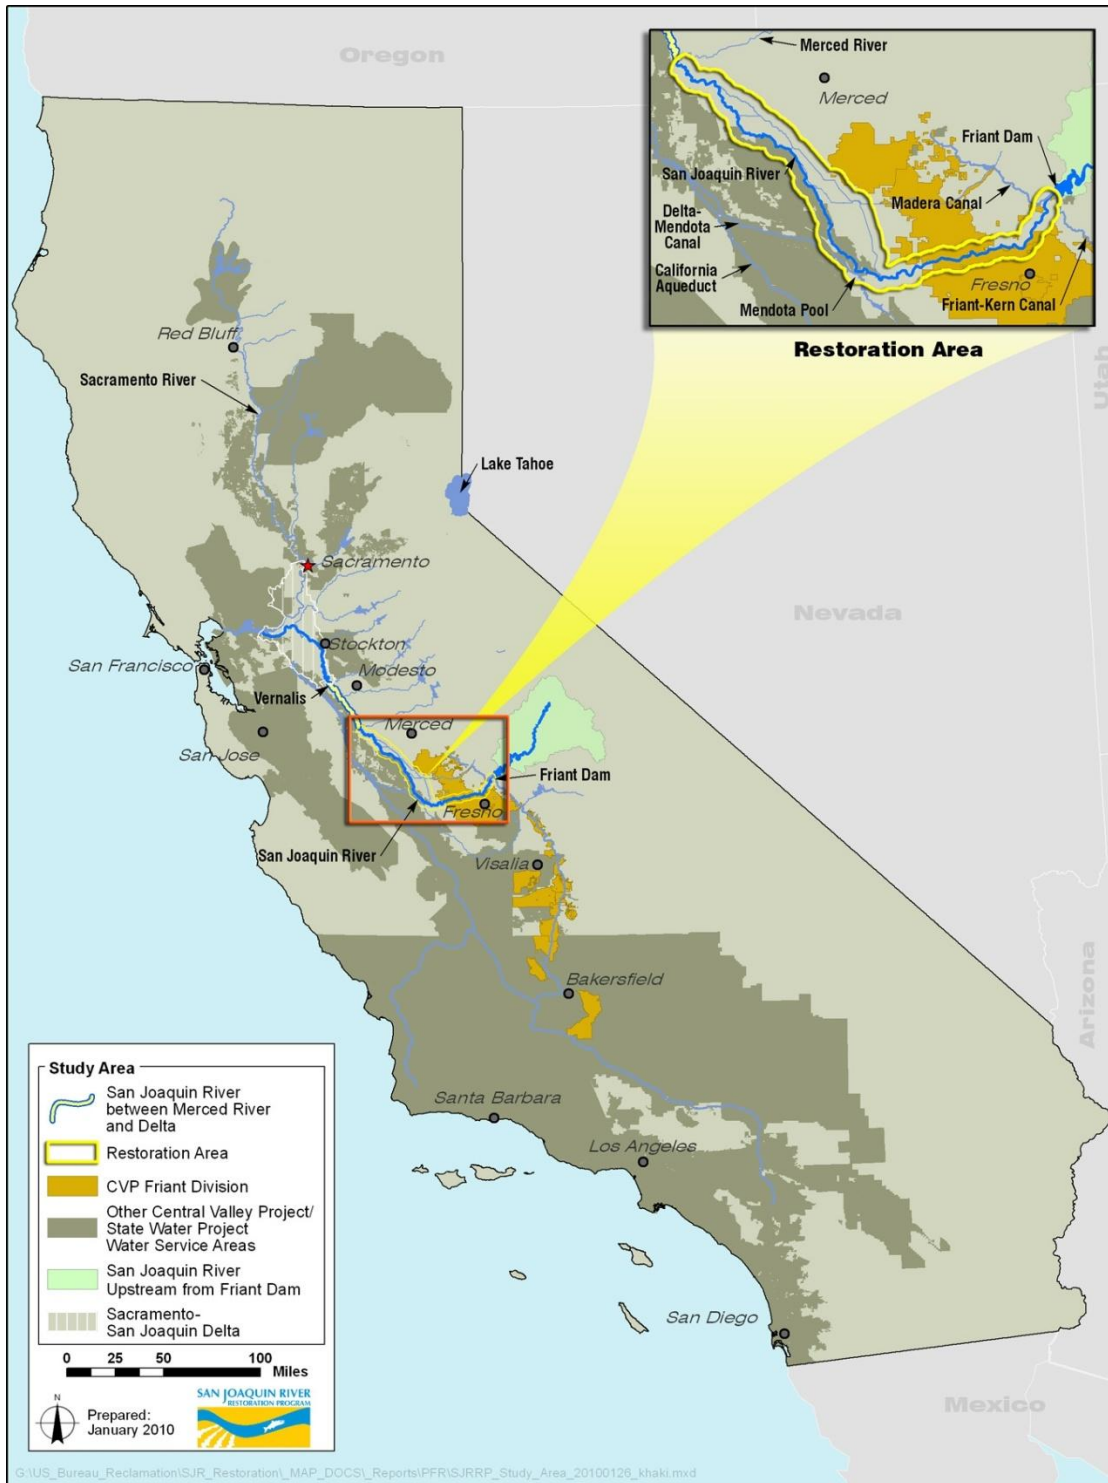 Oregon
Merced River
Merced
Friant Dam
San Joaquin River
Madera Canal
Delta-
Mendota
Canal
California
Aqueduct
Fresno
Mendota Pool
Friant-Kern Canal
Restoration Area
Utah
Red Bluff
Sacramento River
Lake Tahoe
Sacramento
Nevada
Stockton
San Francisco
Modesto
Vernalis
Merced
San Jose
Friant Dam
Fresno
San Joaquin River
Visalia
Bakersfield
Arizona
Santa Barbara
Los Angeles
San Diego
Mexico
Study Area
San Joaquin River
between Merced River
and Delta
Restoration Area
CVP Friant Division
Other Central Valley Project/
State Water Project
Water Service Areas
San Joaquin River
Upstream from Friant Dam
Sacramento-
San Joaquin Delta
0 25 50 100
Miles
N
Prepared:
January 2010
SAN JOAQUIN RIVER
RESTORATION PROGRAM
G:\US_Bureau_Reclamation\SJR_Restoration\_MAP_DOCS\_Reports\PFR\SJRRP_Study_Area_20100126_khaki.mxd